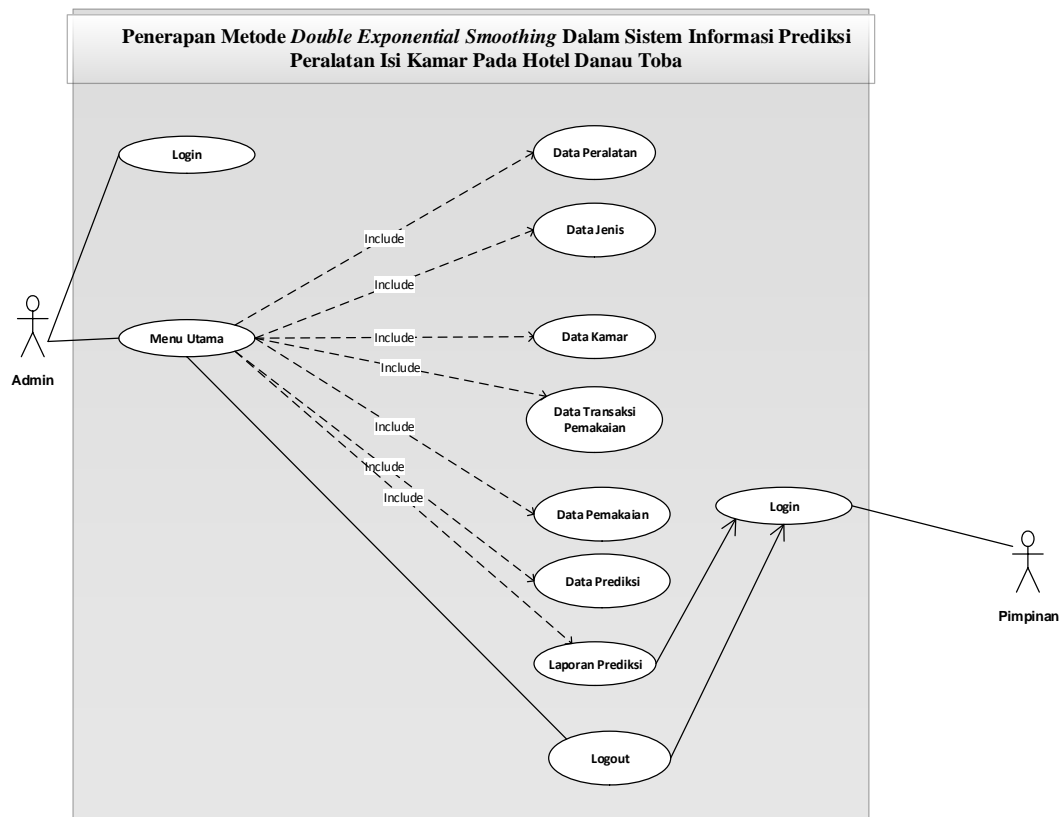 Penerapan Metode Double Exponential Smoothing Dalam Sistem Informasi Prediksi
Peralatan Isi Kamar Pada Hotel Danau Toba
Login
Data Peralatan
Data Jenis
Include
Include
Menu Utama
Include
Data Kamar
Include
Admin
Data Transaksi
Pemakaian
Include
Include
Include
Data Pemakaian
Login
Data Prediksi
Pimpinan
Laporan Prediksi
Logout